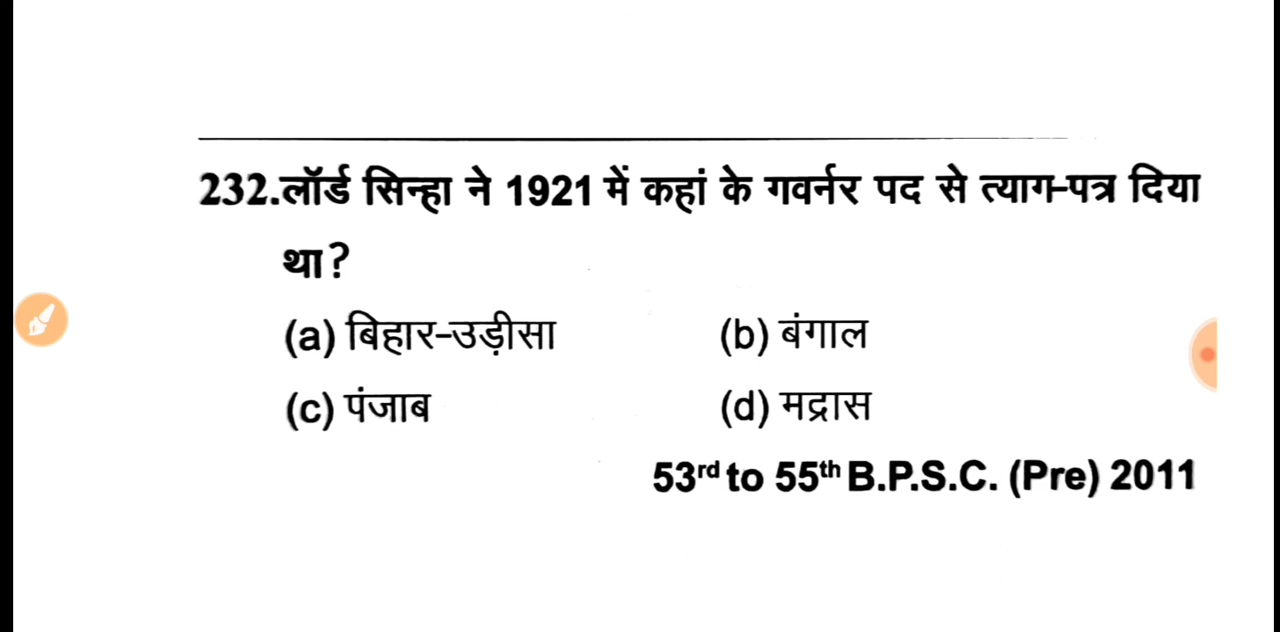 232.लॉर्ड सिन्हा ने 1921 में कहां के गवर्नर पद से त्याग-पत्र दिया
था?
(a) बिहार-उड़ीसा (b) बंगाल
(c) पंजाब (d) मद्रास
53rd to 55th B.P.S.C. (Pre) 2011